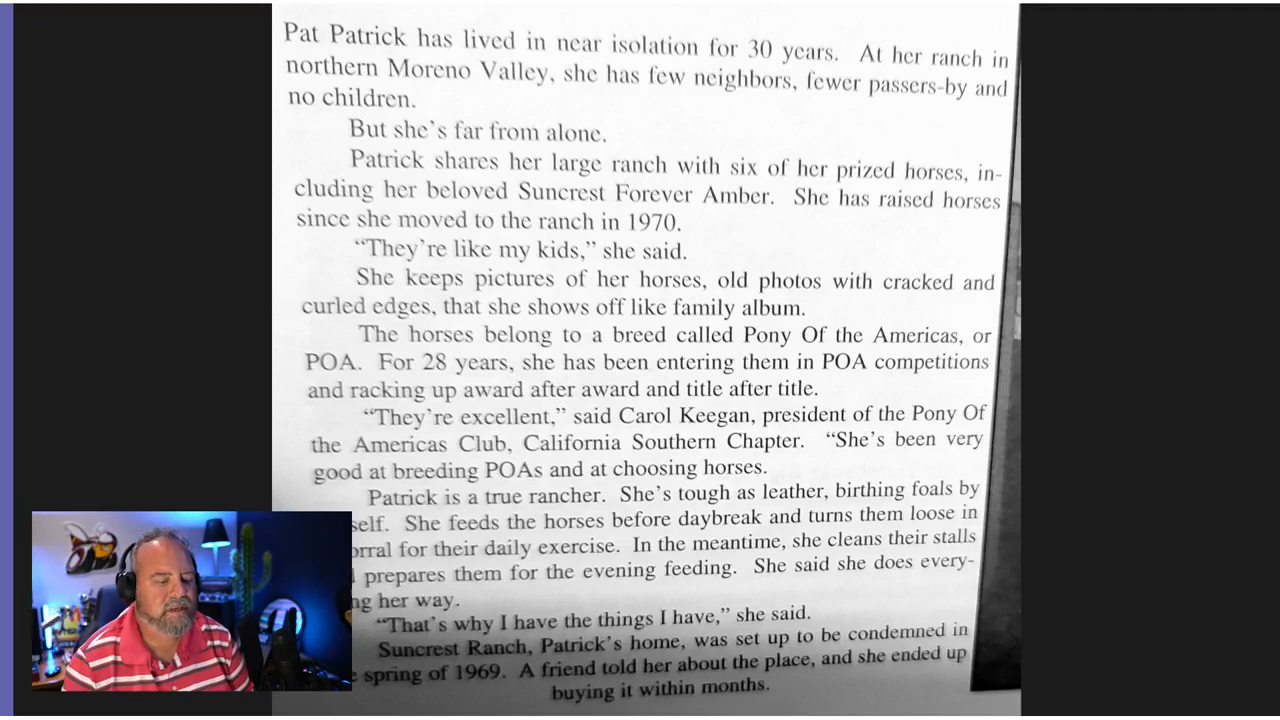 Pat Patrick has lived in near isolation for 30 years. At her ranch in
northern Moreno Valley, she has few neighbors, fewer passers-by and
no children.
But she's far from alone.
Patrick shares her large ranch with six of her prized horses, in-
cluding her beloved Suncrest Forever Amber. She has raised horses
since she moved to the ranch in 1970.
“They're like my kids,” she said.
She keeps pictures of her horses, old photos with cracked and
curled edges, that she shows off like family album.
The horses belong to a breed called Pony Of the Americas, or
POA. For 28 years, she has been entering them in POA competitions
and racking up award after award and title after title.
“They're excellent,” said Carol Keegan, president of the Pony Of
the Americas Club, California Southern Chapter. “She's been very
good at breeding POAs and at choosing horses.
Patrick is a true rancher. She's tough as leather, birthing foals by
self. She feeds the horses before daybreak and turns them loose in
orral for their daily exercise. In the meantime, she cleans their stalls
prepares them for the evening feeding. She said she does every-
ng her way.
“That's why I have the things I have,” she said.
Suncrest Ranch, Patrick's home, was set up to be condemned in
spring of 1969. A friend told her about the place, and she ended up
buying it within months.